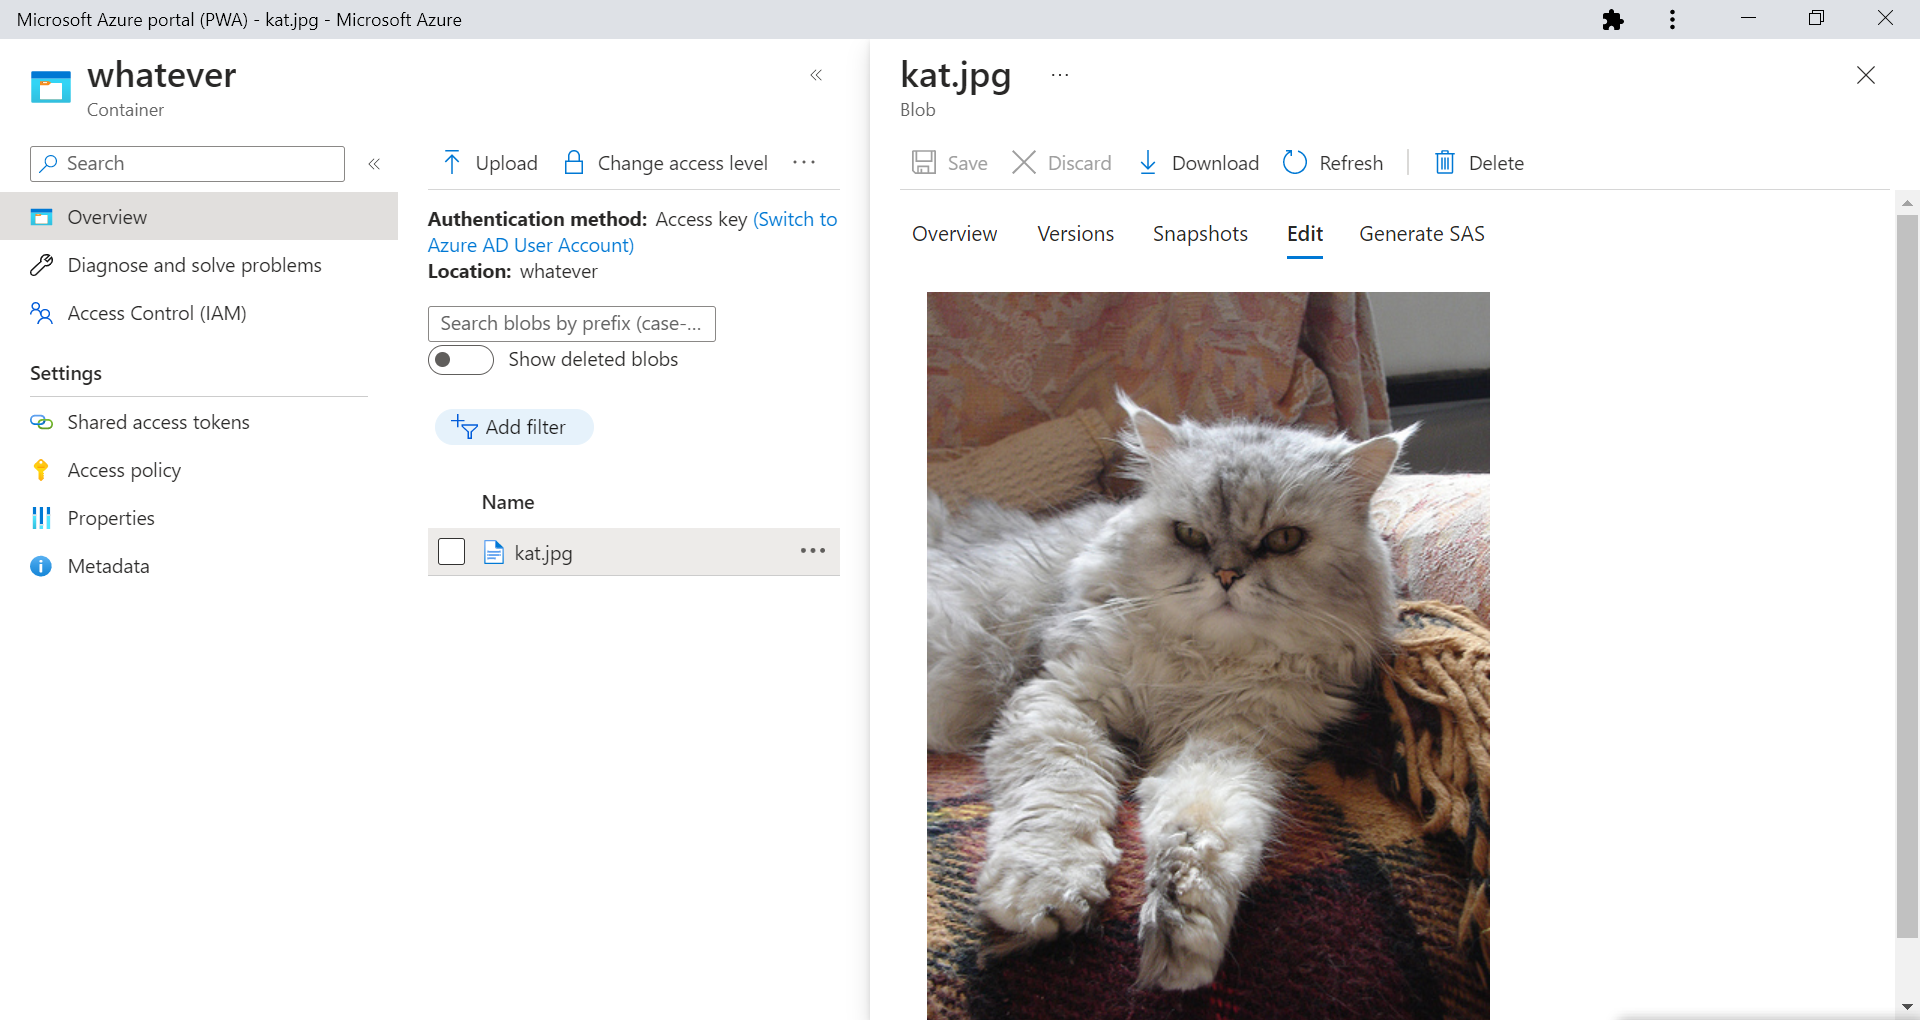 Microsoft Azure portal (PWA) - kat.jpg - Microsoft Azure
whatever
Container
Search
Overview
Diagnose and solve problems
Access Control (IAM)
Settings
Shared access tokens
Access policy
Properties
Metadata
Upload
Change access level
Authentication method: Access key (Switch to
Azure AD User Account)
Location: whatever
Search blobs by prefix (case-...
Show deleted blobs
Add filter
Name
kat.jpg
kat.jpg
Blob
Save
Discard
Download
Refresh
Delete
Overview
Versions
Snapshots
Edit
Generate SAS